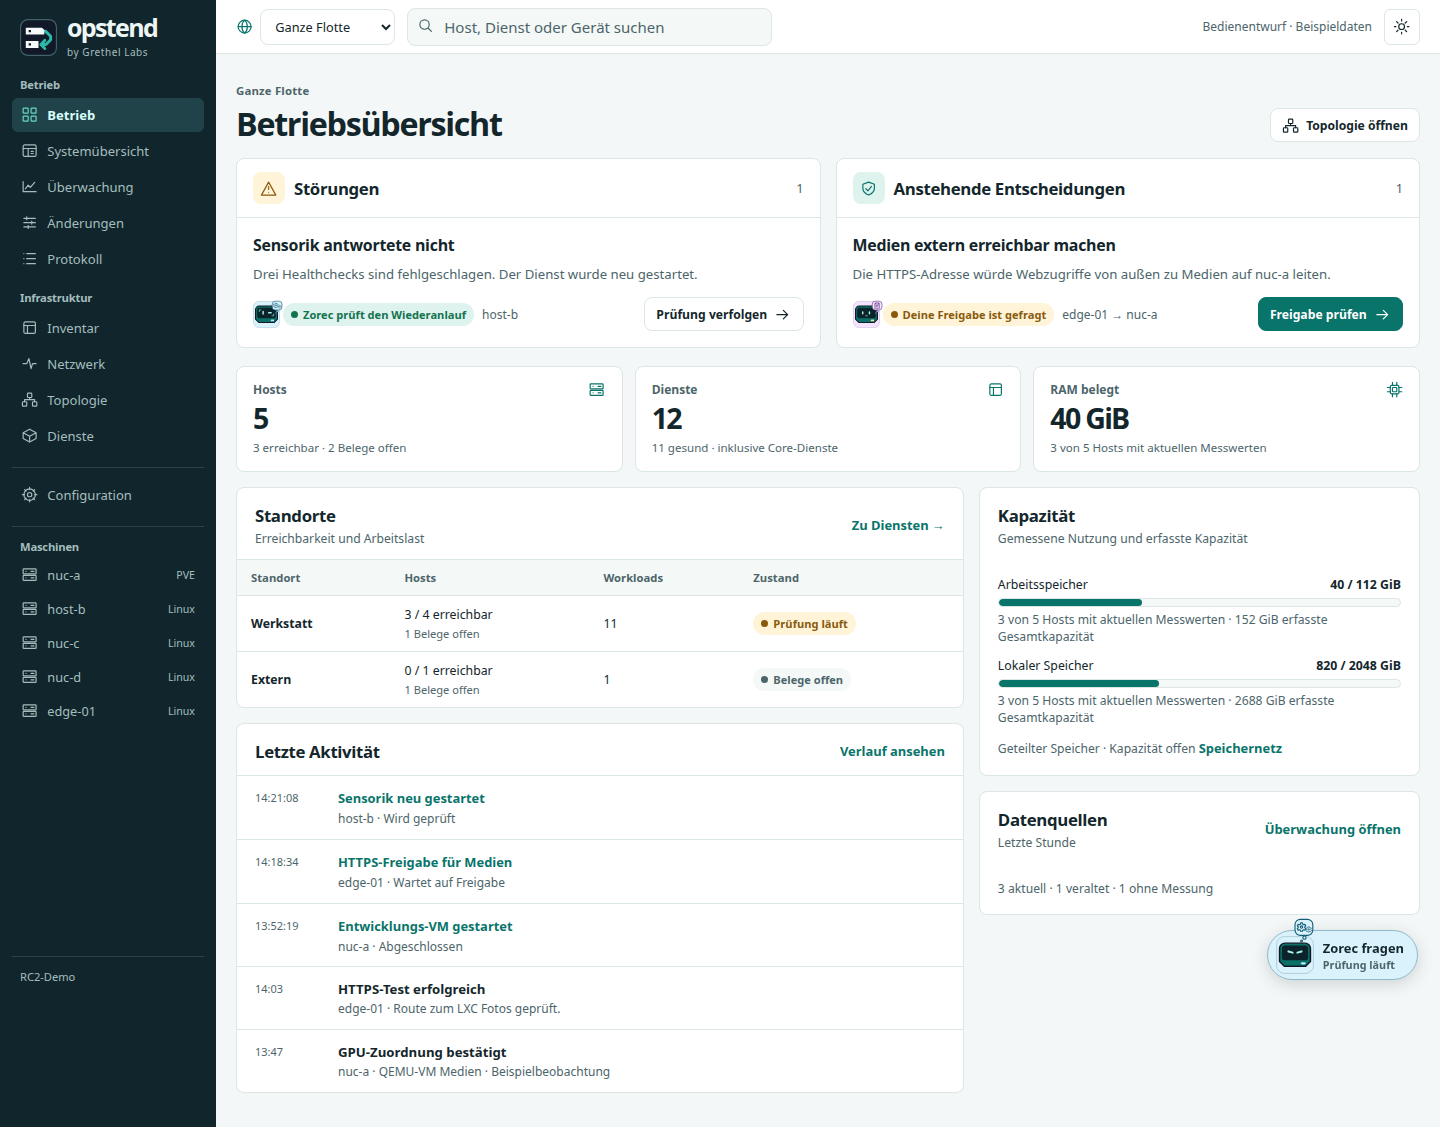 opstend
by Grethel Labs
Betrieb
Betrieb
Systemübersicht
Überwachung
Änderungen
Protokoll
Infrastruktur
Inventar
Netzwerk
Topologie
Dienste
Configuration
Maschinen
nuc-a PVE
host-b Linux
nuc-c Linux
nuc-d Linux
edge-01 Linux
RC2-Demo
Ganze Flotte
Host, Dienst oder Gerät suchen
Bedienentwurf · Beispieldaten
Ganze Flotte
Betriebsübersicht
Topologie öffnen
Störungen 1
Sensorik antwortete nicht
Drei Healthchecks sind fehlgeschlagen. Der Dienst wurde neu gestartet.
Zorec prüft den Wiederanlauf host-b
Prüfung verfolgen →
Anstehende Entscheidungen 1
Medien extern erreichbar machen
Die HTTPS-Adresse würde Webzugriffe von außen zu Medien auf nuc-a leiten.
Deine Freigabe ist gefragt edge-01 → nuc-a
Freigabe prüfen →
Hosts
5
3 erreichbar · 2 Belege offen
Dienste
12
11 gesund · inklusive Core-Dienste
RAM belegt
40 GiB
3 von 5 Hosts mit aktuellen Messwerten
Standorte
Erreichbarkeit und Arbeitslast
Zu Diensten →
Standort Hosts Workloads Zustand
Werkstatt 3 / 4 erreichbar 11 Prüfung läuft
1 Belege offen
Extern 0 / 1 erreichbar 1 Belege offen
1 Belege offen
Letzte Aktivität Verlauf ansehen
14:21:08 Sensorik neu gestartet
host-b · Wird geprüft
14:18:34 HTTPS-Freigabe für Medien
edge-01 · Wartet auf Freigabe
13:52:19 Entwicklungs-VM gestartet
nuc-a · Abgeschlossen
14:03 HTTPS-Test erfolgreich
edge-01 · Route zum LXC Fotos geprüft.
13:47 GPU-Zuordnung bestätigt
nuc-a · QEMU-VM Medien · Beispielbeobachtung
Kapazität
Gemessene Nutzung und erfasste Kapazität
Arbeitsspeicher 40 / 112 GiB
3 von 5 Hosts mit aktuellen Messwerten · 152 GiB erfasste
Gesamtkapazität
Lokaler Speicher 820 / 2048 GiB
3 von 5 Hosts mit aktuellen Messwerten · 2688 GiB erfasste
Gesamtkapazität
Geteilter Speicher · Kapazität offen Speichernetz
Datenquellen
Letzte Stunde
Überwachung öffnen
3 aktuell · 1 veraltet · 1 ohne Messung
Zorec fragen
Prüfung läuft